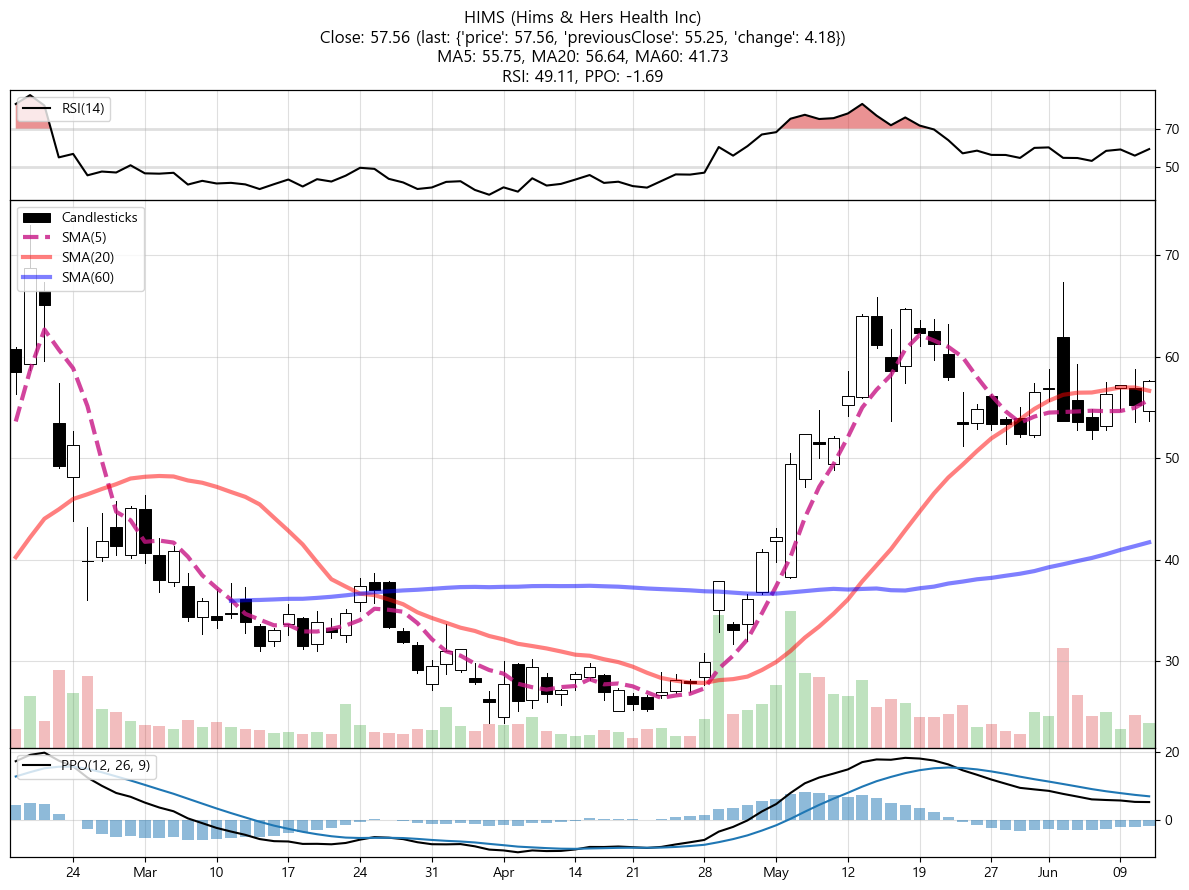 HIMS (Hims & Hers Health Inc)
Close: 57.56 (last: {'price': 57.56, 'previousClose': 55.25, 'change': 4.18})
MA5: 55.75, MA20: 56.64, MA60: 41.73
RSI: 49.11, PPO: -1.69
RSI(14)
70
50
Candlesticks
SMA(5)
SMA(20)
SMA(60)
70
60
50
40
30
PPO(12, 26, 9)
20
0
24 Mar 10 17 24 31 Apr 14 21 28 May 12 19 27 Jun 09